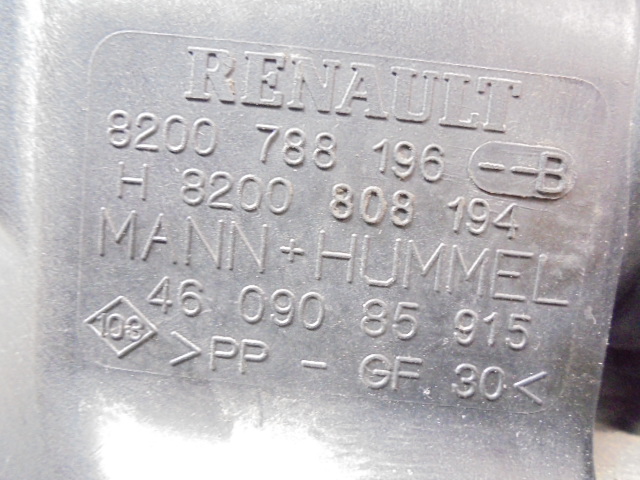 RENAULT
8200 788 196 --B
H 8200 808 194
MANN+HUMMEL
46 090 85 915
103 >PP - GF 30<